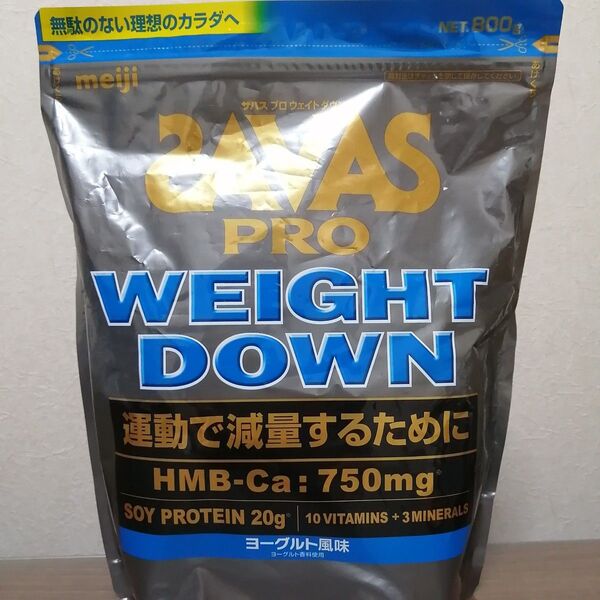 無駄のない理想のカラダへ
NET.800g
meiji
ザバス プロ ウェイトダウン
SAVAS
PRO
WEIGHT
DOWN
運動で減量するために
HMB-Ca : 750mg*
SOY PROTEIN 20g* 10 VITAMINS + 3 MINERALS
ヨーグルト風味
ヨーグルト香料使用